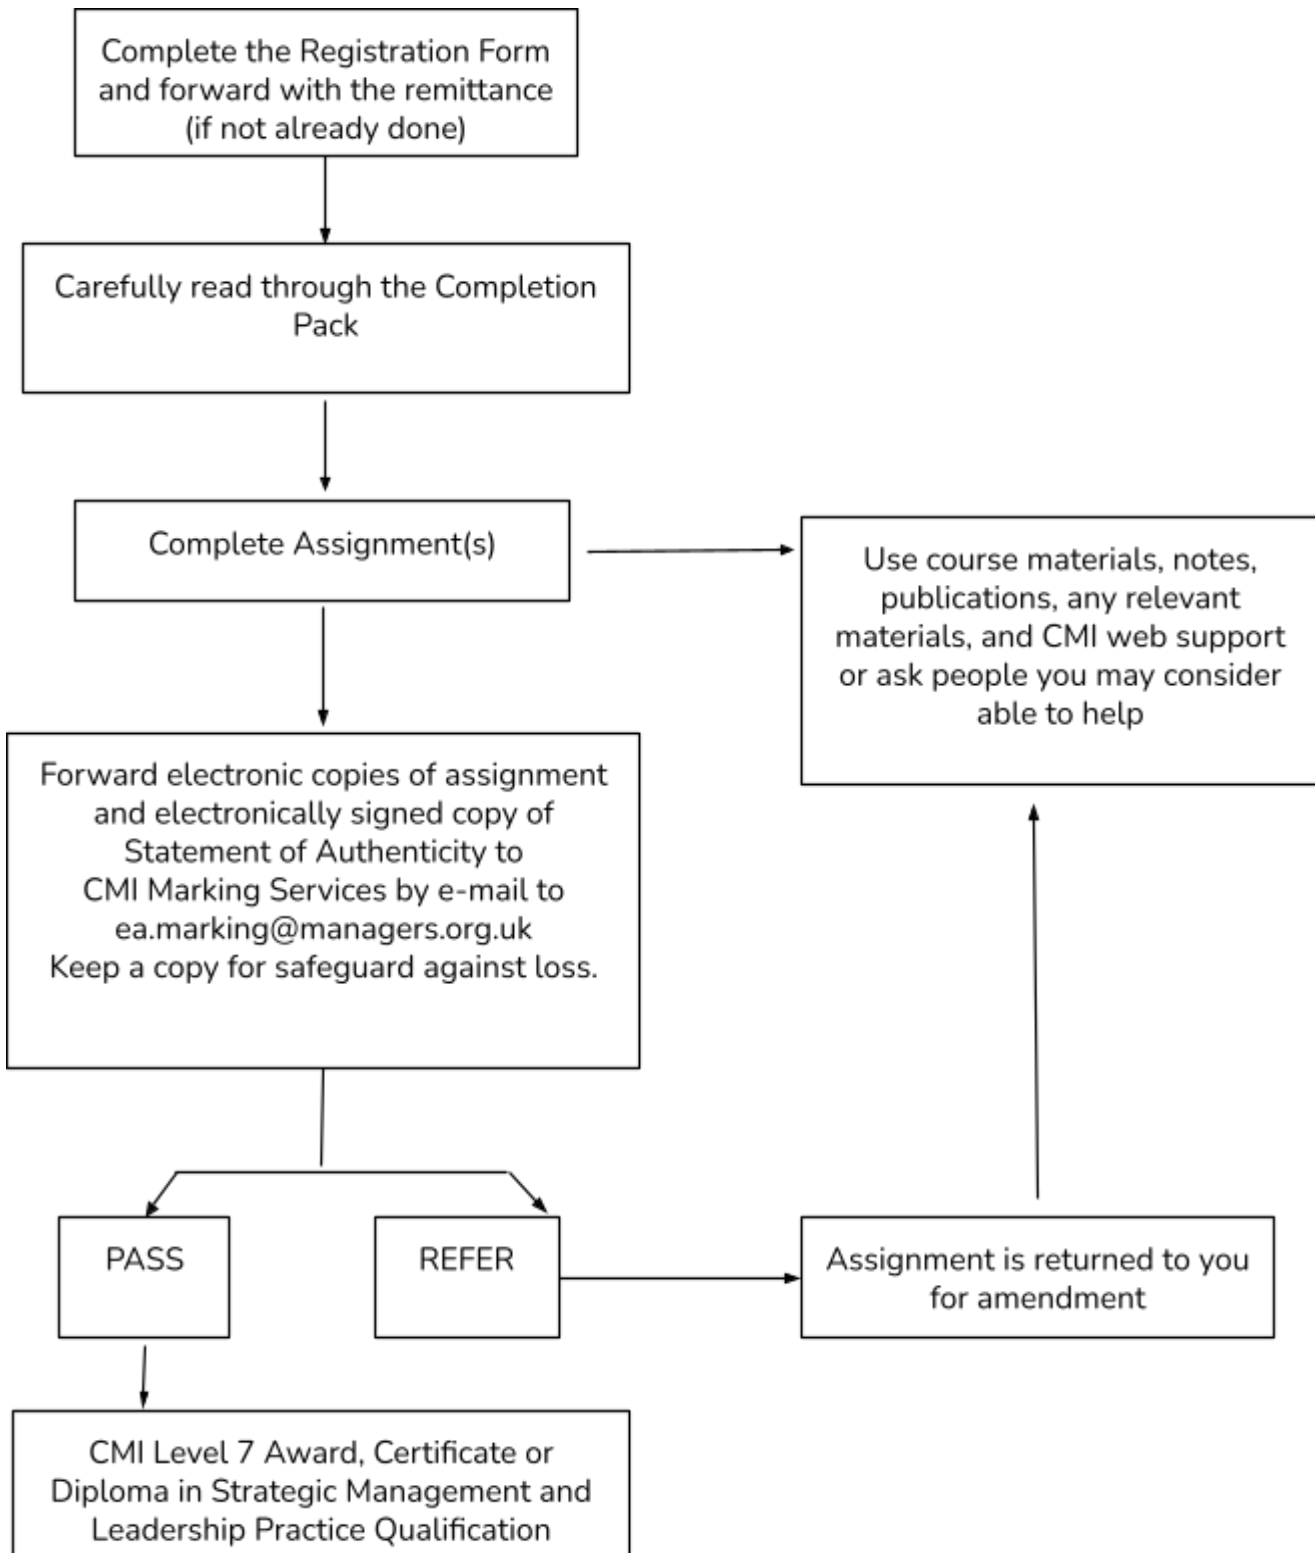 Complete the Registration Form
and forward with the remittance
(if not already done)
Carefully read through the Completion
Pack
Complete Assignment(s)
Use course materials, notes,
publications, any relevant
materials, and CMI web support
or ask people you may consider
able to help
Forward electronic copies of assignment
and electronically signed copy of
Statement of Authenticity to
CMI Marking Services by e-mail to
ea.marking@managers.org.uk
Keep a copy for safeguard against loss.
PASS
REFER
Assignment is returned to you
for amendment
CMI Level 7 Award, Certificate or
Diploma in Strategic Management and
Leadership Practice Qualification